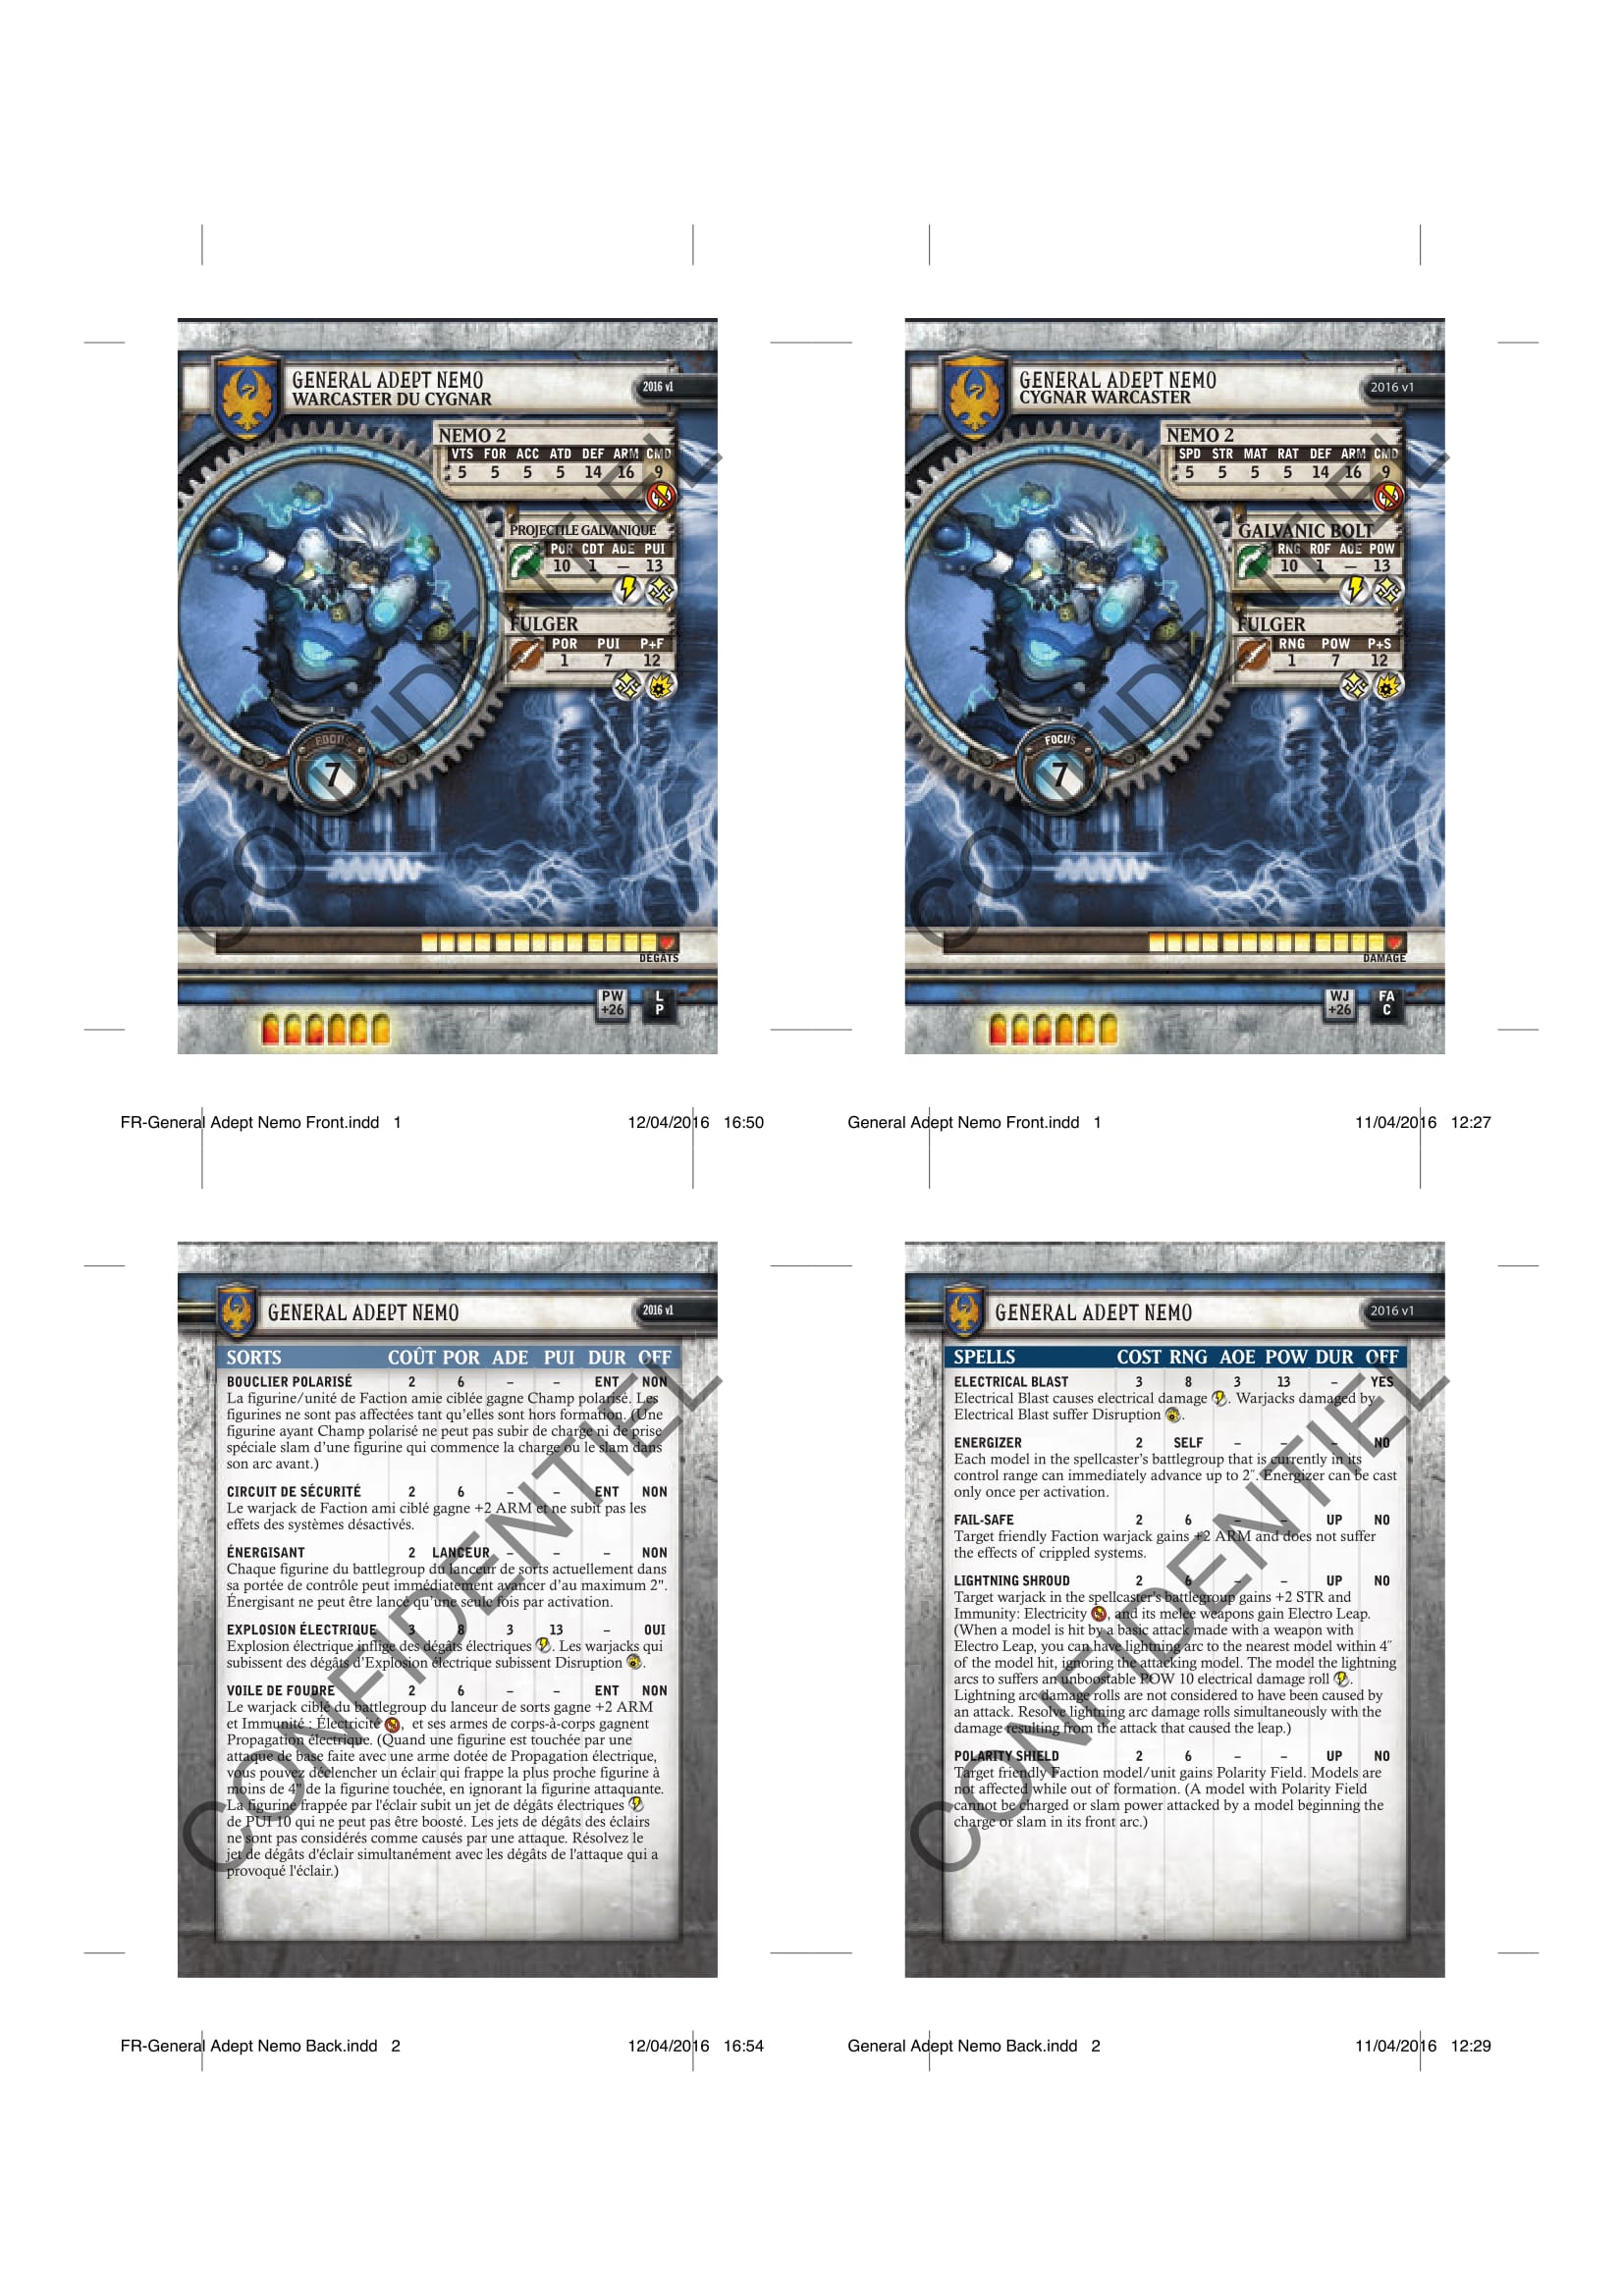 GENERAL ADEPT NEMO
WARCASTER DU CYGNAR
2016 v1
NEMO 2
VTS FOR ACC ATD DEF ARM CMD
5 5 5 5 14 16 9
PROJECTILE GALVANIQUE
POR CDT ADE PUI
10 1 — 13
FULGER
POR PUI P+F
1 7 12
FOCUS
7
DÉGATS
PW
+26
L
P
CONFIDENTIEL
FR-General Adept Nemo Front.indd 1
12/04/2016 16:50
GENERAL ADEPT NEMO
CYGNAR WARCASTER
2016 v1
NEMO 2
SPD STR MAT RAT DEF ARM CMD
5 5 5 5 14 16 9
GALVANIC BOLT
RNG ROF AOE POW
10 1 — 13
FULGER
RNG POW P+S
1 7 12
FOCUS
7
DAMAGE
WJ
+26
FA
C
CONFIDENTIEL
General Adept Nemo Front.indd 1
11/04/2016 12:27
GENERAL ADEPT NEMO
2016 v1
SORTS COÛT POR ADE PUI DUR OFF
BOUCLIER POLARISÉ 2 6 – – ENT NON
La figurine/unité de Faction amie ciblée gagne Champ polarisé. Les
figurines ne sont pas affectées tant qu’elles sont hors formation. (Une
figurine ayant Champ polarisé ne peut pas subir de charge ni de prise
spéciale slam d’une figurine qui commence la charge ou le slam dans
son arc avant.)
CIRCUIT DE SÉCURITÉ 2 6 – – ENT NON
Le warjack de Faction ami ciblé gagne +2 ARM et ne subit pas les
effets des systèmes désactivés.
ÉNERGISANT 2 LANCEUR – – – NON
Chaque figurine du battlegroup du lanceur de sorts actuellement dans
sa portée de contrôle peut immédiatement avancer d’au maximum 2".
Énergisant ne peut être lancé qu’une seule fois par activation.
EXPLOSION ÉLECTRIQUE 3 8 3 13 – OUI
Explosion électrique inflige des dégâts électriques . Les warjacks qui
subissent des dégâts d’Explosion électrique subissent Disruption .
VOILE DE FOUDRE 2 6 – – ENT NON
Le warjack ciblé du battlegroup du lanceur de sorts gagne +2 ARM
et Immunité : Électricité , et ses armes de corps-à-corps gagnent
Propagation électrique. (Quand une figurine est touchée par une
attaque de base faite avec une arme dotée de Propagation électrique,
vous pouvez déclencher un éclair qui frappe la plus proche figurine à
moins de 4" de la figurine touchée, en ignorant la figurine attaquante.
La figurine frappée par l'éclair subit un jet de dégâts électriques
de PUI 10 qui ne peut pas être boosté. Les jets de dégâts des éclairs
ne sont pas considérés comme causés par une attaque. Résolvez le
jet de dégâts d'éclair simultanément avec les dégâts de l'attaque qui a
provoqué l'éclair.)
CONFIDENTIEL
FR-General Adept Nemo Back.indd 2
12/04/2016 16:54
GENERAL ADEPT NEMO
2016 v1
SPELLS COST RNG AOE POW DUR OFF
ELECTRICAL BLAST 3 8 3 13 – YES
Electrical Blast causes electrical damage . Warjacks damaged by
Electrical Blast suffer Disruption .
ENERGIZER 2 SELF – – – NO
Each model in the spellcaster’s battlegroup that is currently in its
control range can immediately advance up to 2˝. Energizer can be cast
only once per activation.
FAIL-SAFE 2 6 – – UP NO
Target friendly Faction warjack gains +2 ARM and does not suffer
the effects of crippled systems.
LIGHTNING SHROUD 2 6 – – UP NO
Target warjack in the spellcaster’s battlegroup gains +2 STR and
Immunity: Electricity , and its melee weapons gain Electro Leap.
(When a model is hit by a basic attack made with a weapon with
Electro Leap, you can have lightning arc to the nearest model within 4˝
of the model hit, ignoring the attacking model. The model the lightning
arcs to suffers an unboostable POW 10 electrical damage roll .
Lightning arc damage rolls are not considered to have been caused by
an attack. Resolve lightning arc damage rolls simultaneously with the
damage resulting from the attack that caused the leap.)
POLARITY SHIELD 2 6 – – UP NO
Target friendly Faction model/unit gains Polarity Field. Models are
not affected while out of formation. (A model with Polarity Field
cannot be charged or slam power attacked by a model beginning the
charge or slam in its front arc.)
CONFIDENTIEL
General Adept Nemo Back.indd 2
11/04/2016 12:29